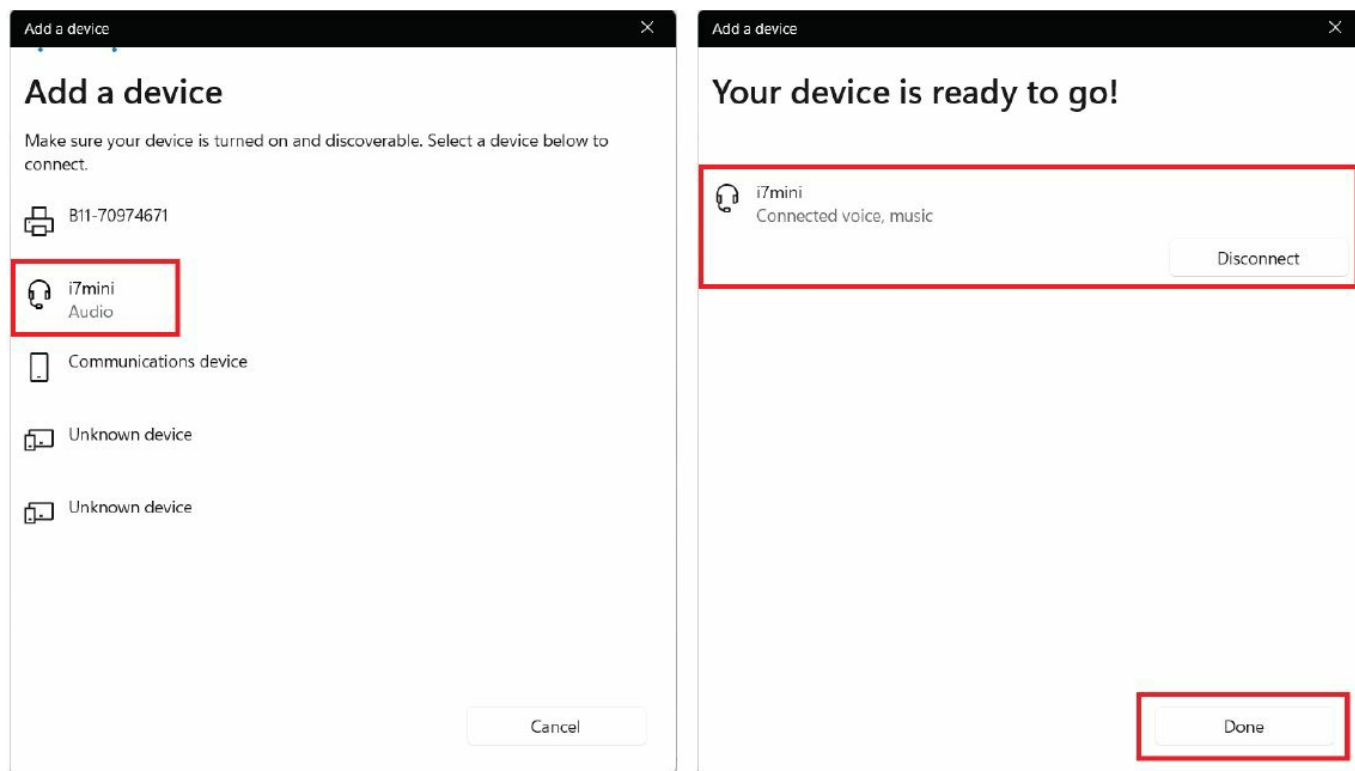 Add a device
Add a device
Make sure your device is turned on and discoverable. Select a device below to
connect.
B11-70974671
i7mini
Audio
Communications device
Unknown device
Unknown device
Cancel
Add a device
Your device is ready to go!
i7mini
Connected voice, music
Disconnect
Done